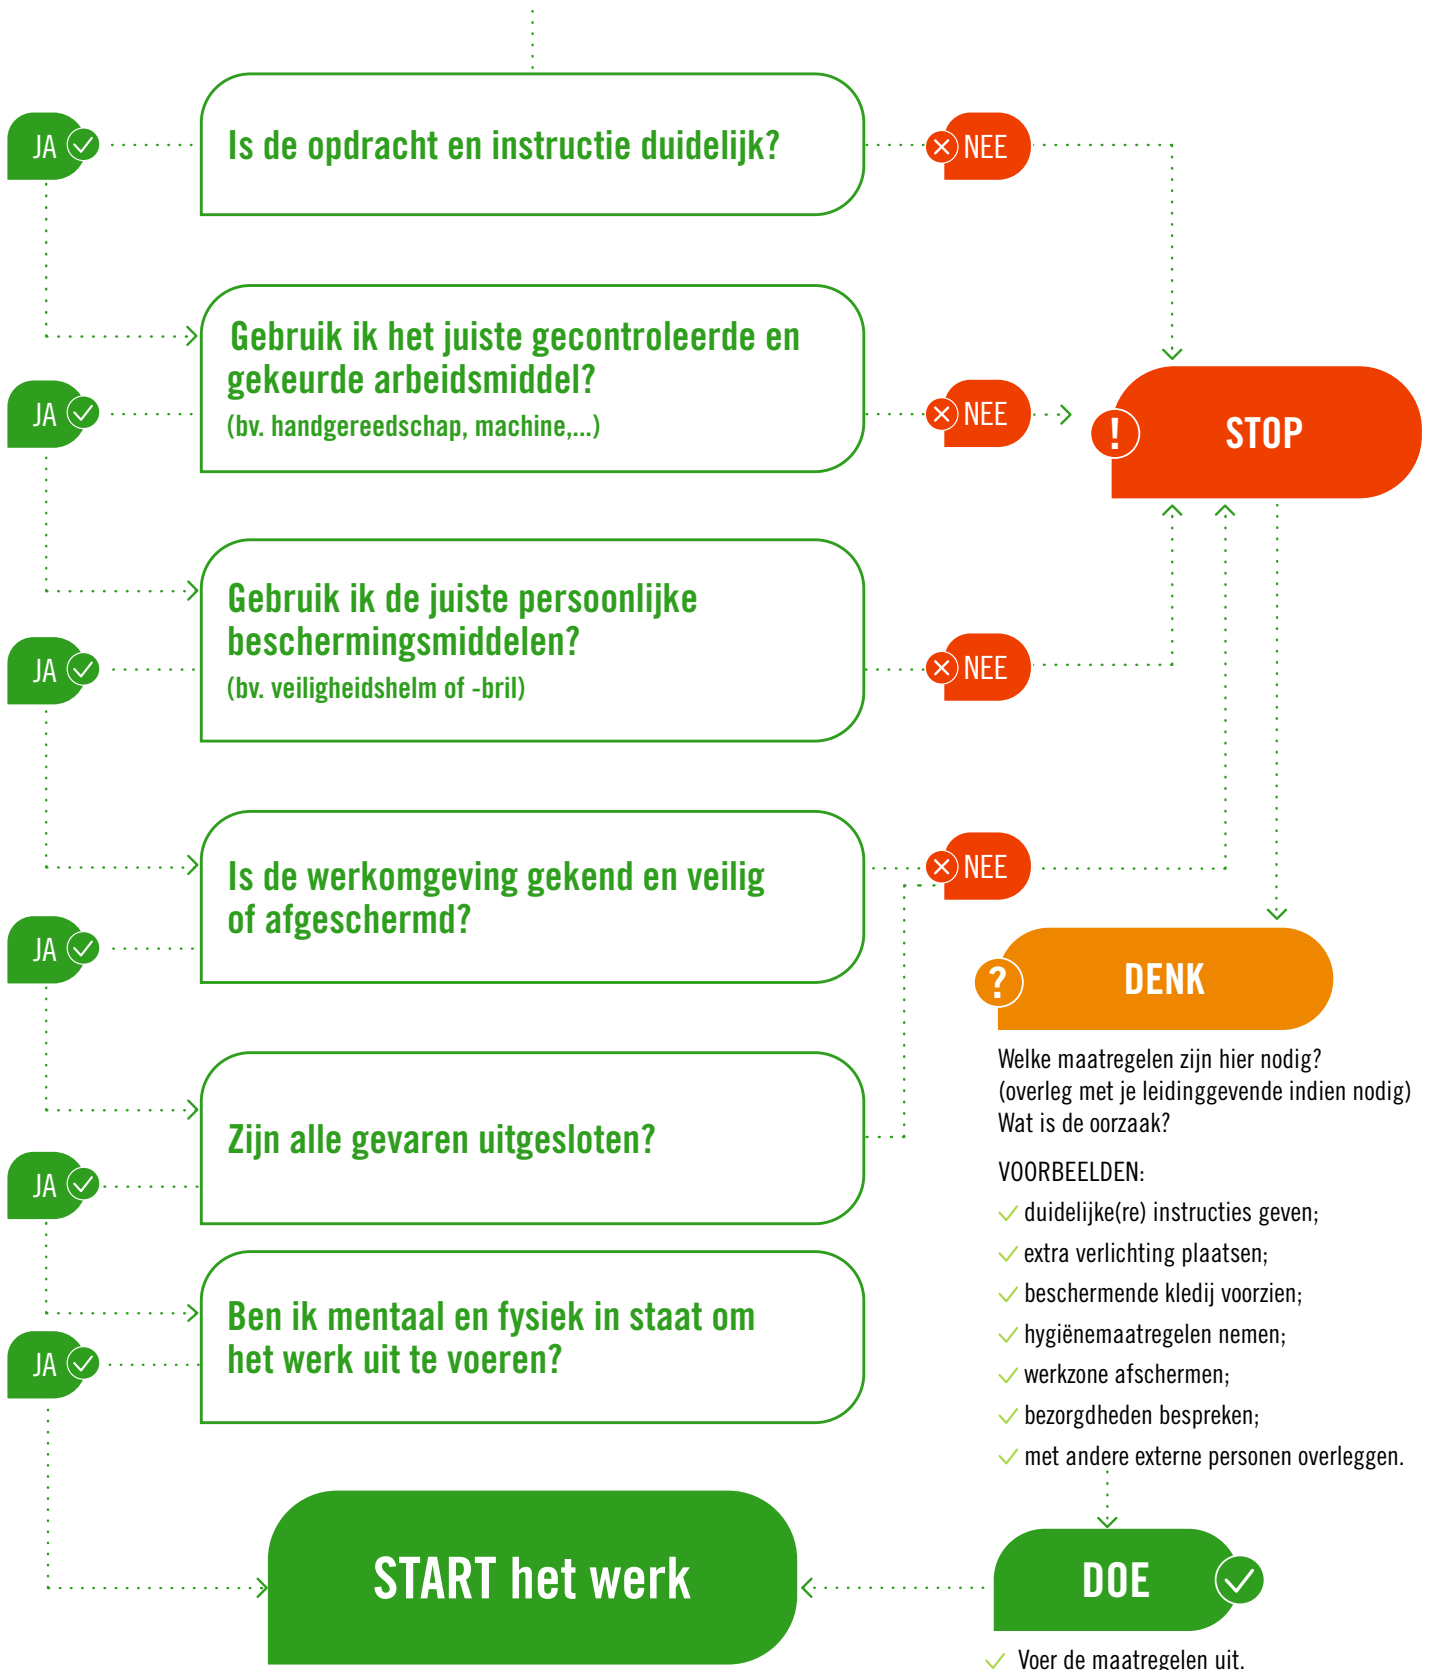 Is de opdracht en instructie duidelijk?
JA
NEE
Gebruik ik het juiste gecontroleerde en
gekeurde arbeidsmiddel?
(bv. handgereedschap, machine,...)
JA
NEE
! STOP
Gebruik ik de juiste persoonlijke
beschermingsmiddelen?
(bv. veiligheidshelm of -bril)
JA
NEE
Is de werkomgeving gekend en veilig
of afgeschermd?
JA
NEE
? DENK
Welke maatregelen zijn hier nodig?
(overleg met je leidinggevende indien nodig)
Wat is de oorzaak?
VOORBEELDEN:
duidelijke(re) instructies geven;
extra verlichting plaatsen;
beschermende kledij voorzien;
hygiënemaatregelen nemen;
werkzone afschermen;
bezorgdheden bespreken;
met andere externe personen overleggen.
Zijn alle gevaren uitgesloten?
JA
Ben ik mentaal en fysiek in staat om
het werk uit te voeren?
JA
START het werk
DOE
Voer de maatregelen uit.